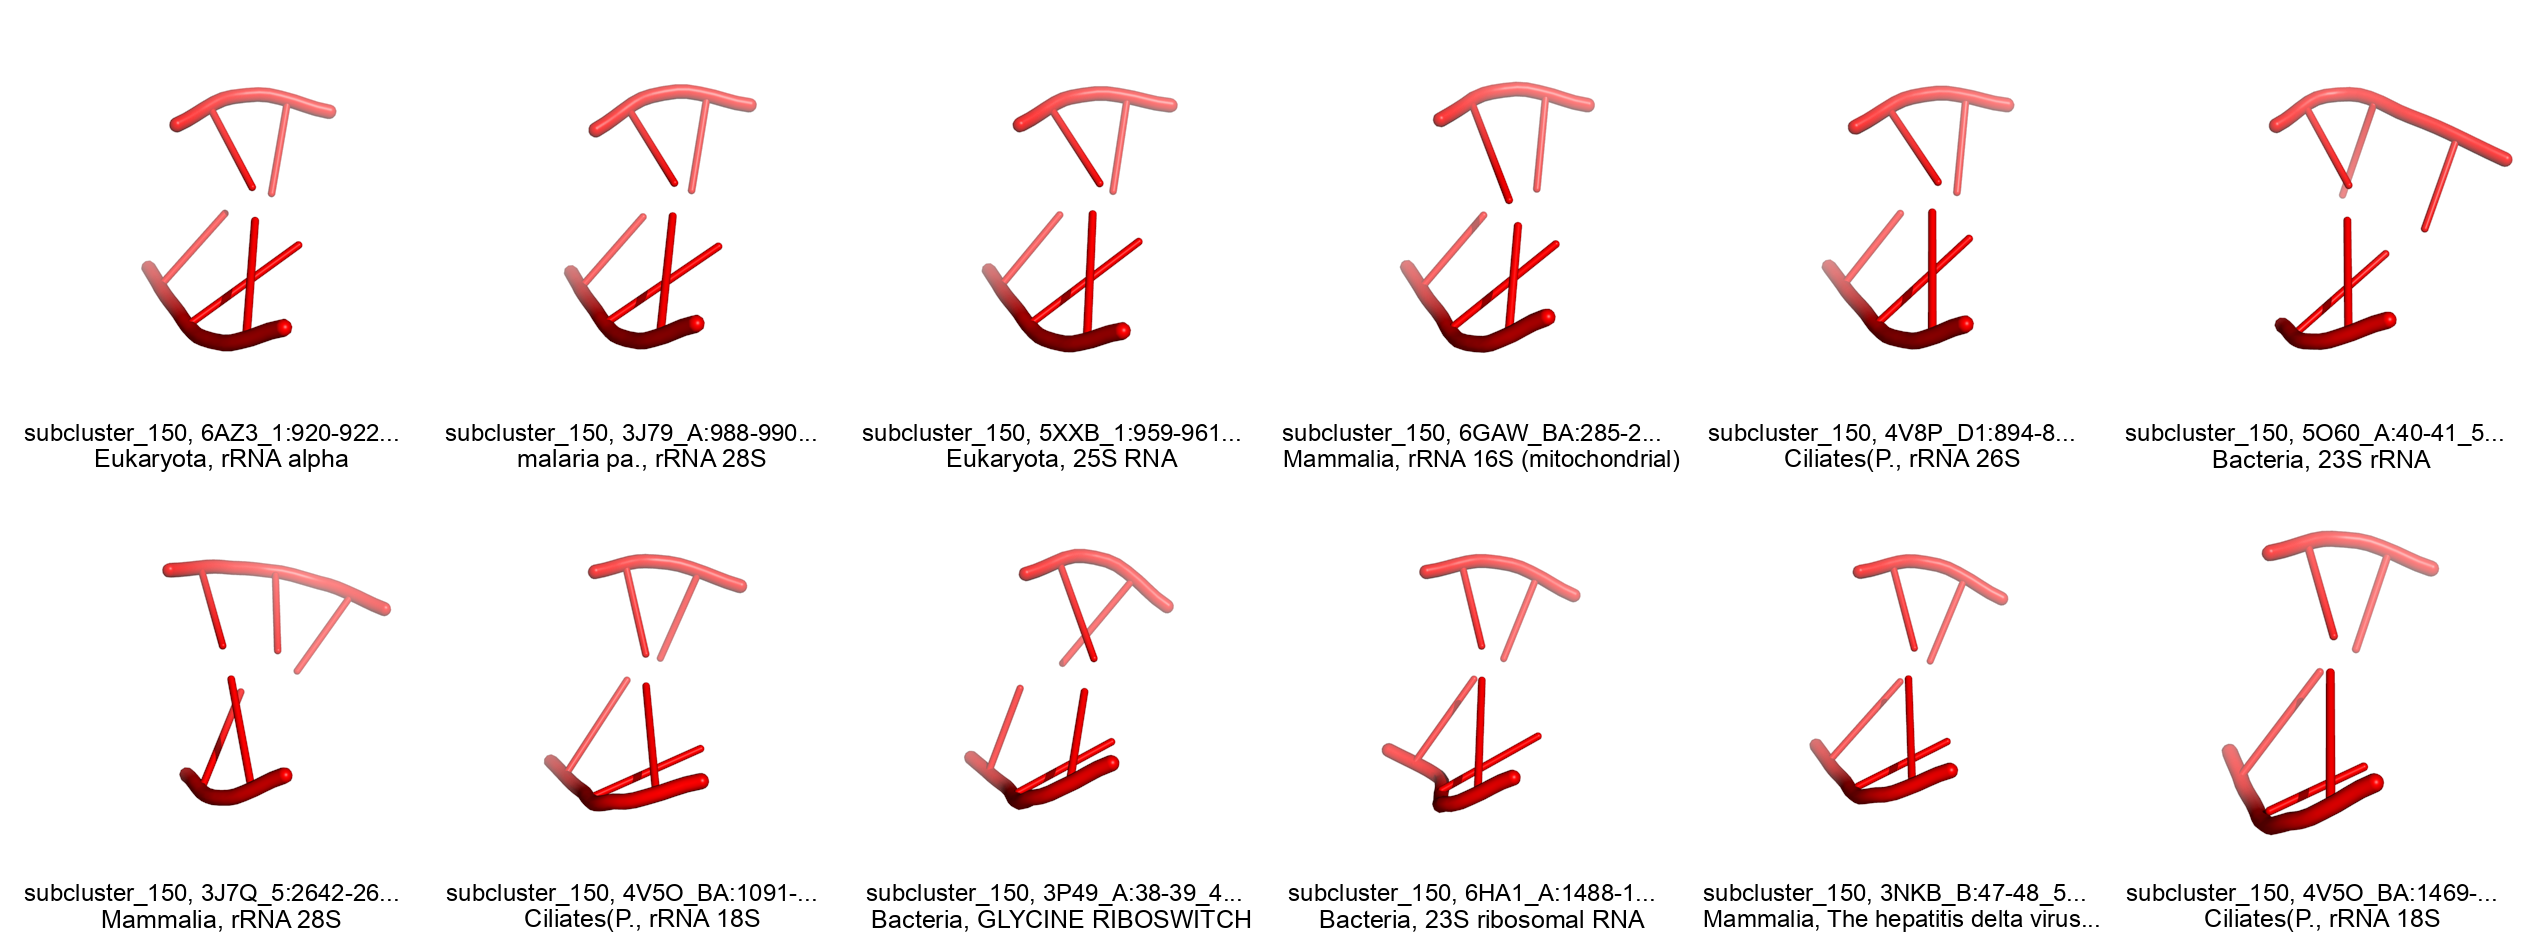 subcluster_150, 6AZ3_1:920-922...
Eukaryota, rRNA alpha
subcluster_150, 3J79_A:988-990...
malaria pa., rRNA 28S
subcluster_150, 5XXB_1:959-961...
Eukaryota, 25S RNA
subcluster_150, 6GAW_BA:285-2...
Mammalia, rRNA 16S (mitochondrial)
subcluster_150, 4V8P_D1:894-8...
Ciliates(P., rRNA 26S
subcluster_150, 5O60_A:40-41_5...
Bacteria, 23S rRNA
subcluster_150, 3J7Q_5:2642-26...
Mammalia, rRNA 28S
subcluster_150, 4V5O_BA:1091-...
Ciliates(P., rRNA 18S
subcluster_150, 3P49_A:38-39_4...
Bacteria, GLYCINE RIBOSWITCH
subcluster_150, 6HA1_A:1488-1...
Bacteria, 23S ribosomal RNA
subcluster_150, 3NKB_B:47-48_5...
Mammalia, The hepatitis delta virus...
subcluster_150, 4V5O_BA:1469-...
Ciliates(P., rRNA 18S